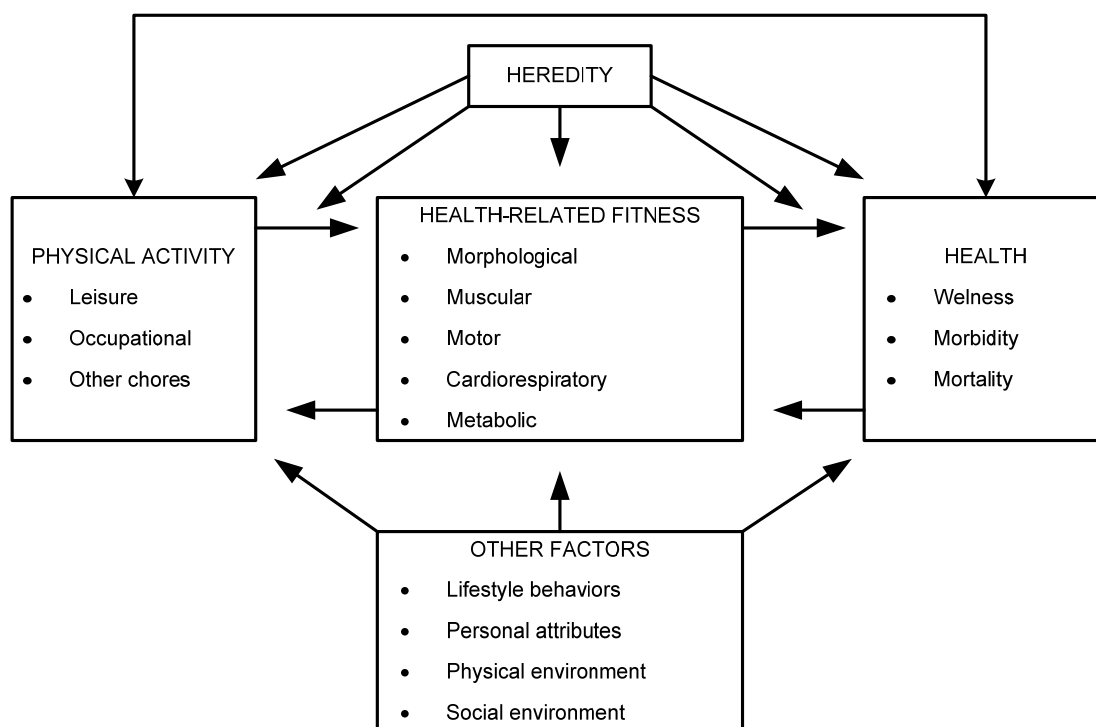 HEREDITY
PHYSICAL ACTIVITY
• Leisure
• Occupational
• Other chores
HEALTH-RELATED FITNESS
• Morphological
• Muscular
• Motor
• Cardiorespiratory
• Metabolic
HEALTH
• Welness
• Morbidity
• Mortality
OTHER FACTORS
• Lifestyle behaviors
• Personal attributes
• Physical environment
• Social environment